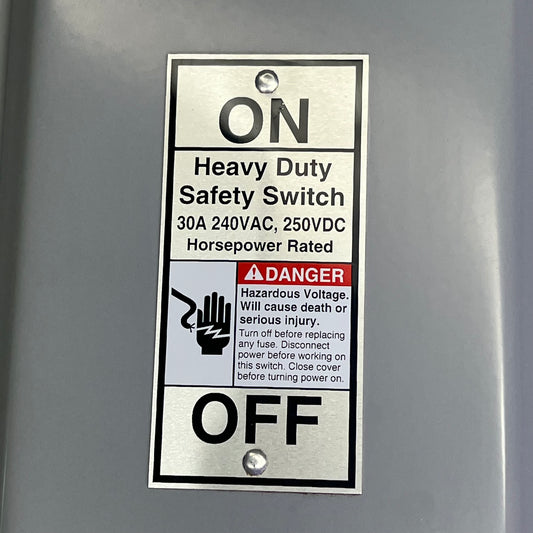 ON
Heavy Duty
Safety Switch
30A 240VAC, 250VDC
Horsepower Rated
DANGER
Hazardous Voltage.
Will cause death or
serious injury.
Turn off before replacing
any fuse. Disconnect
power before working on
this switch. Close cover
before turning power on.
OFF